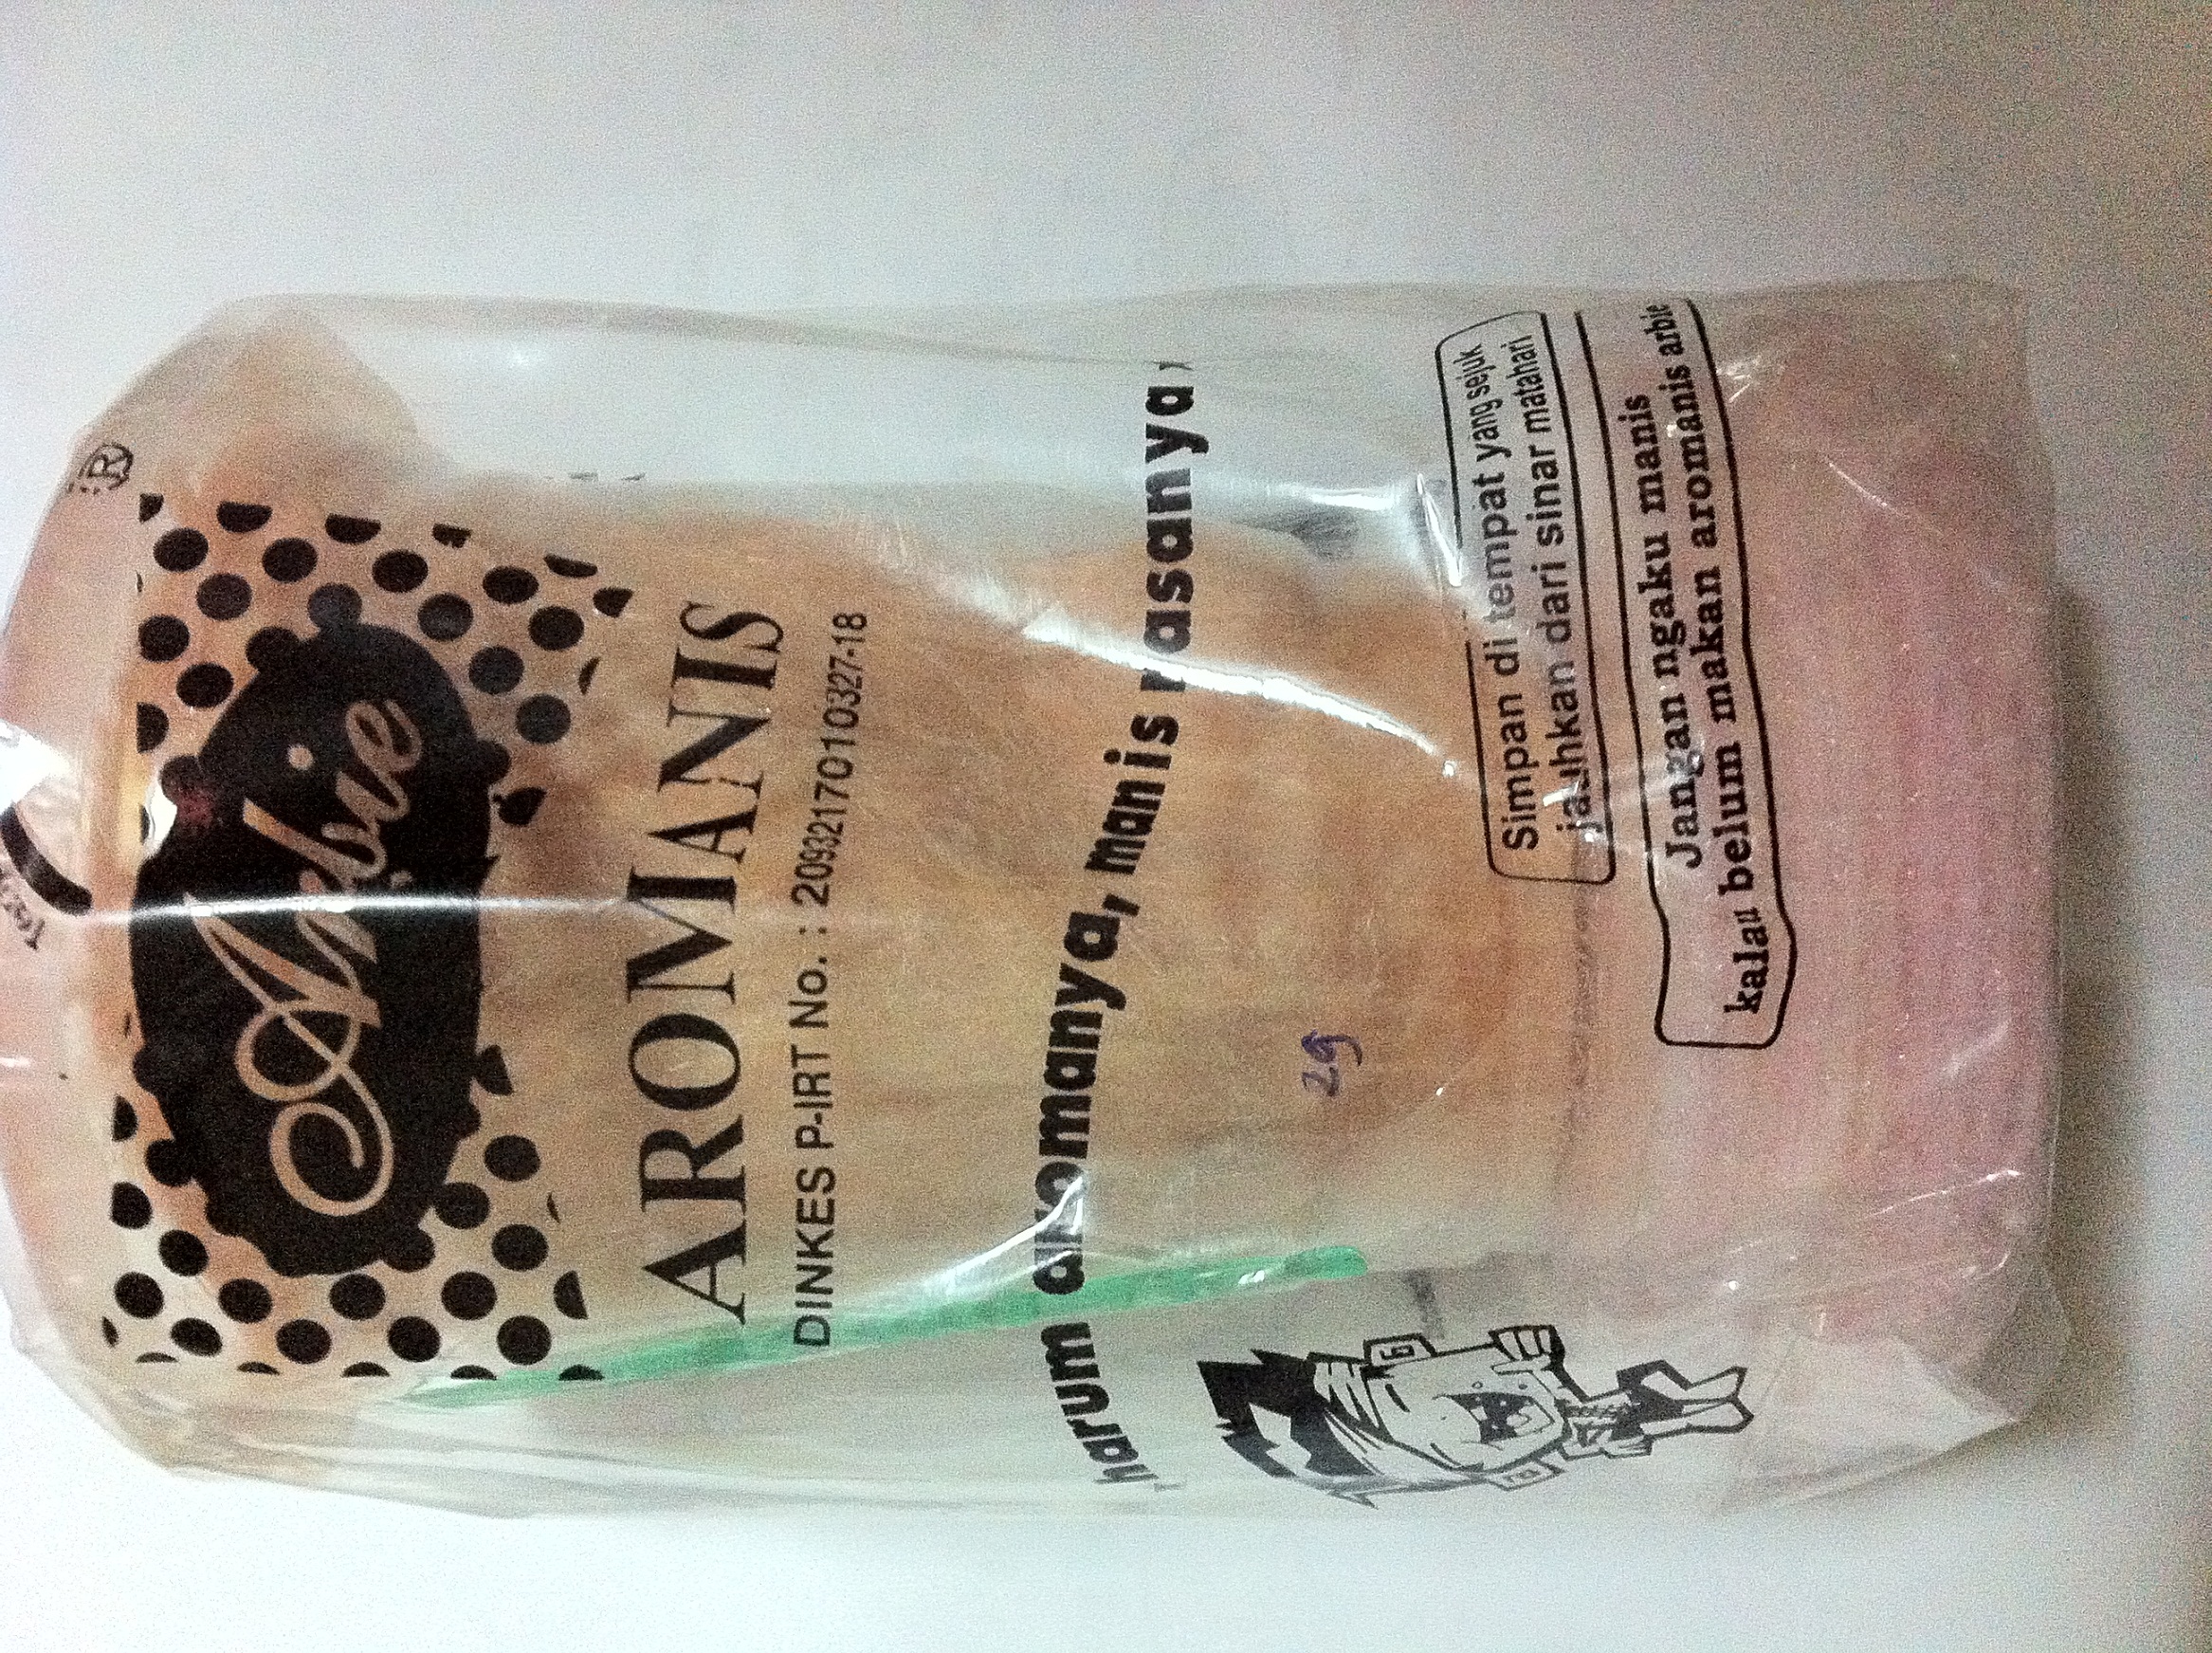 ®
Arbie
AROMANIS
DINKES P-IRT No. : 2093217010327-18
harum akomanya, manis rasanya
29
Simpan di tempat yang sejuk
jauhkan dari sinar matahari
Jangan ngaku manis
kalau belum makan aromanis arbie